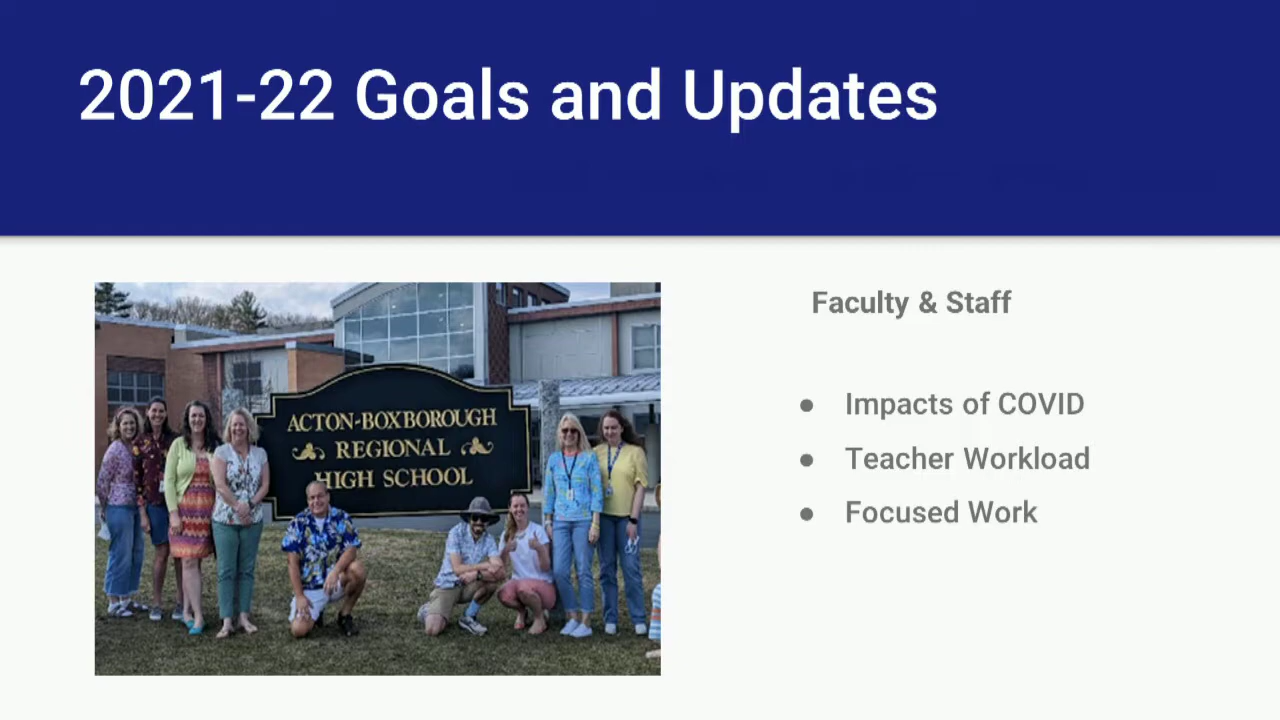 2021-22 Goals and Updates
ACTON-BOXBOROUGH
REGIONAL
HIGH SCHOOL
Faculty & Staff
Impacts of COVID
Teacher Workload
Focused Work